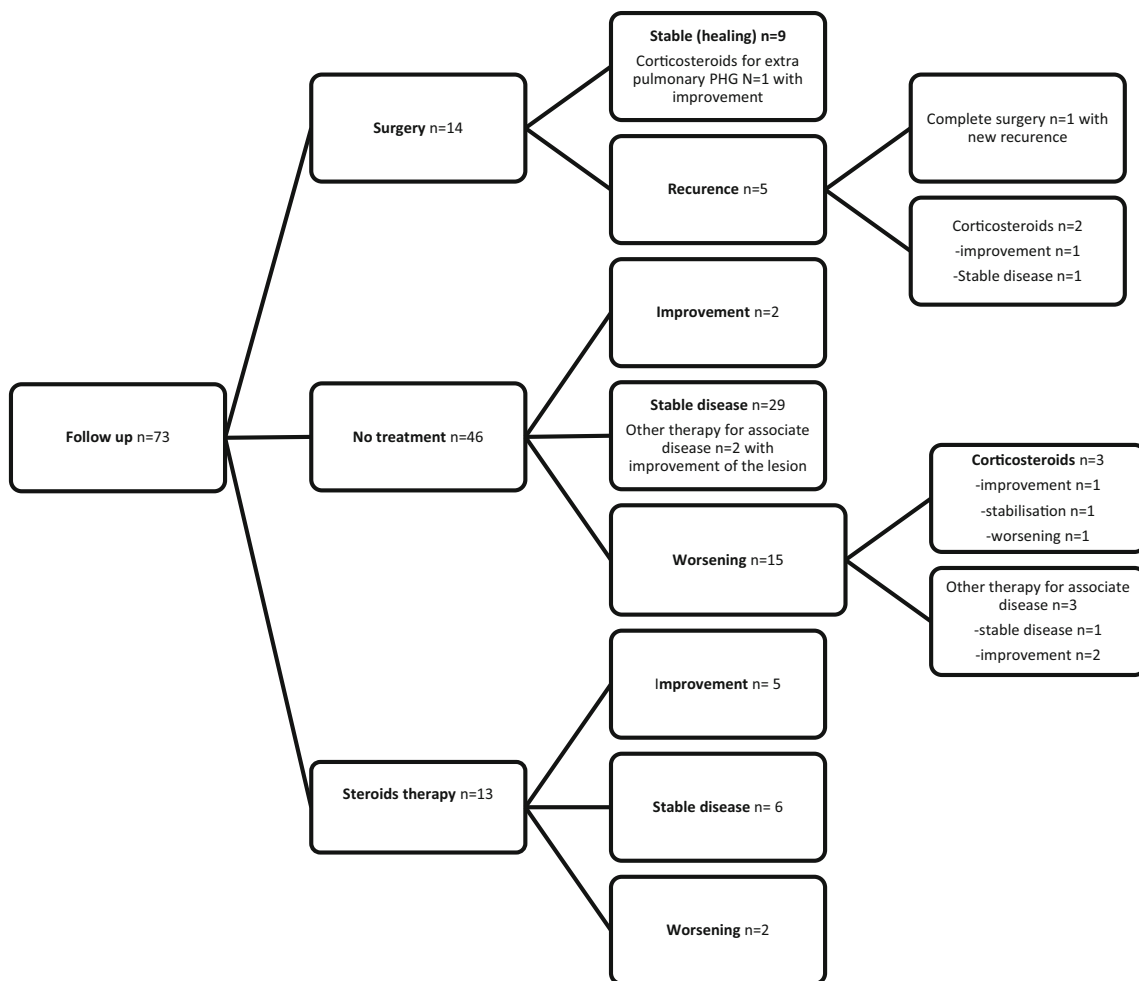 Follow up n=73
Surgery n=14
Stable (healing) n=9
Corticosteroids for extra
pulmonary PHG N=1 with
improvement
Recurence n=5
Complete surgery n=1 with
new recurence
Corticosteroids n=2
-improvement n=1
-Stable disease n=1
No treatment n=46
Improvement n=2
Stable disease n=29
Other therapy for associate
disease n=2 with
improvement of the lesion
Worsening n=15
Corticosteroids n=3
-improvement n=1
-stabilisation n=1
-worsening n=1
Other therapy for associate
disease n=3
-stable disease n=1
-improvement n=2
Steroids therapy n=13
Improvement n= 5
Stable disease n= 6
Worsening n=2